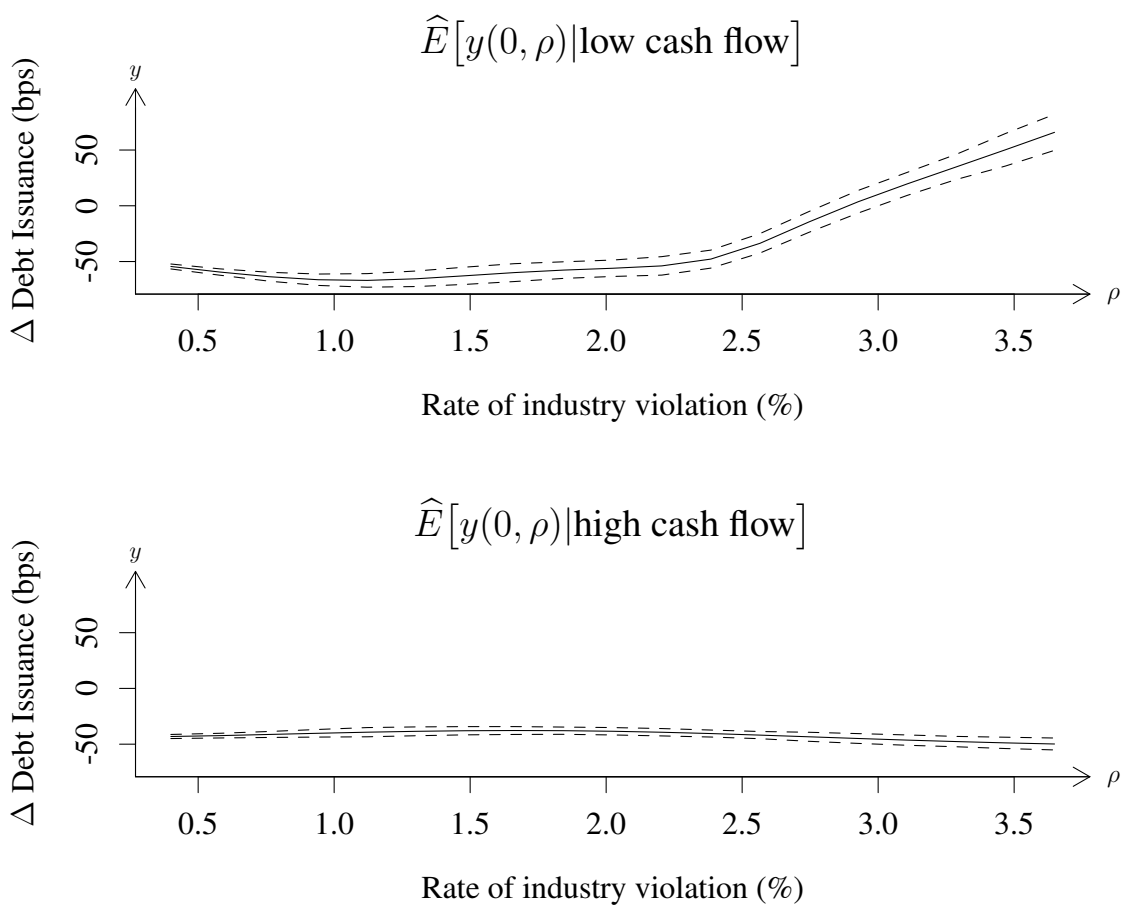 Ê[y(0, ρ)|low cash flow]
y
Δ Debt Issuance (bps)
50
0
-50
0.5 1.0 1.5 2.0 2.5 3.0 3.5
ρ
Rate of industry violation (%)
Ê[y(0, ρ)|high cash flow]
y
Δ Debt Issuance (bps)
50
0
-50
0.5 1.0 1.5 2.0 2.5 3.0 3.5
ρ
Rate of industry violation (%)